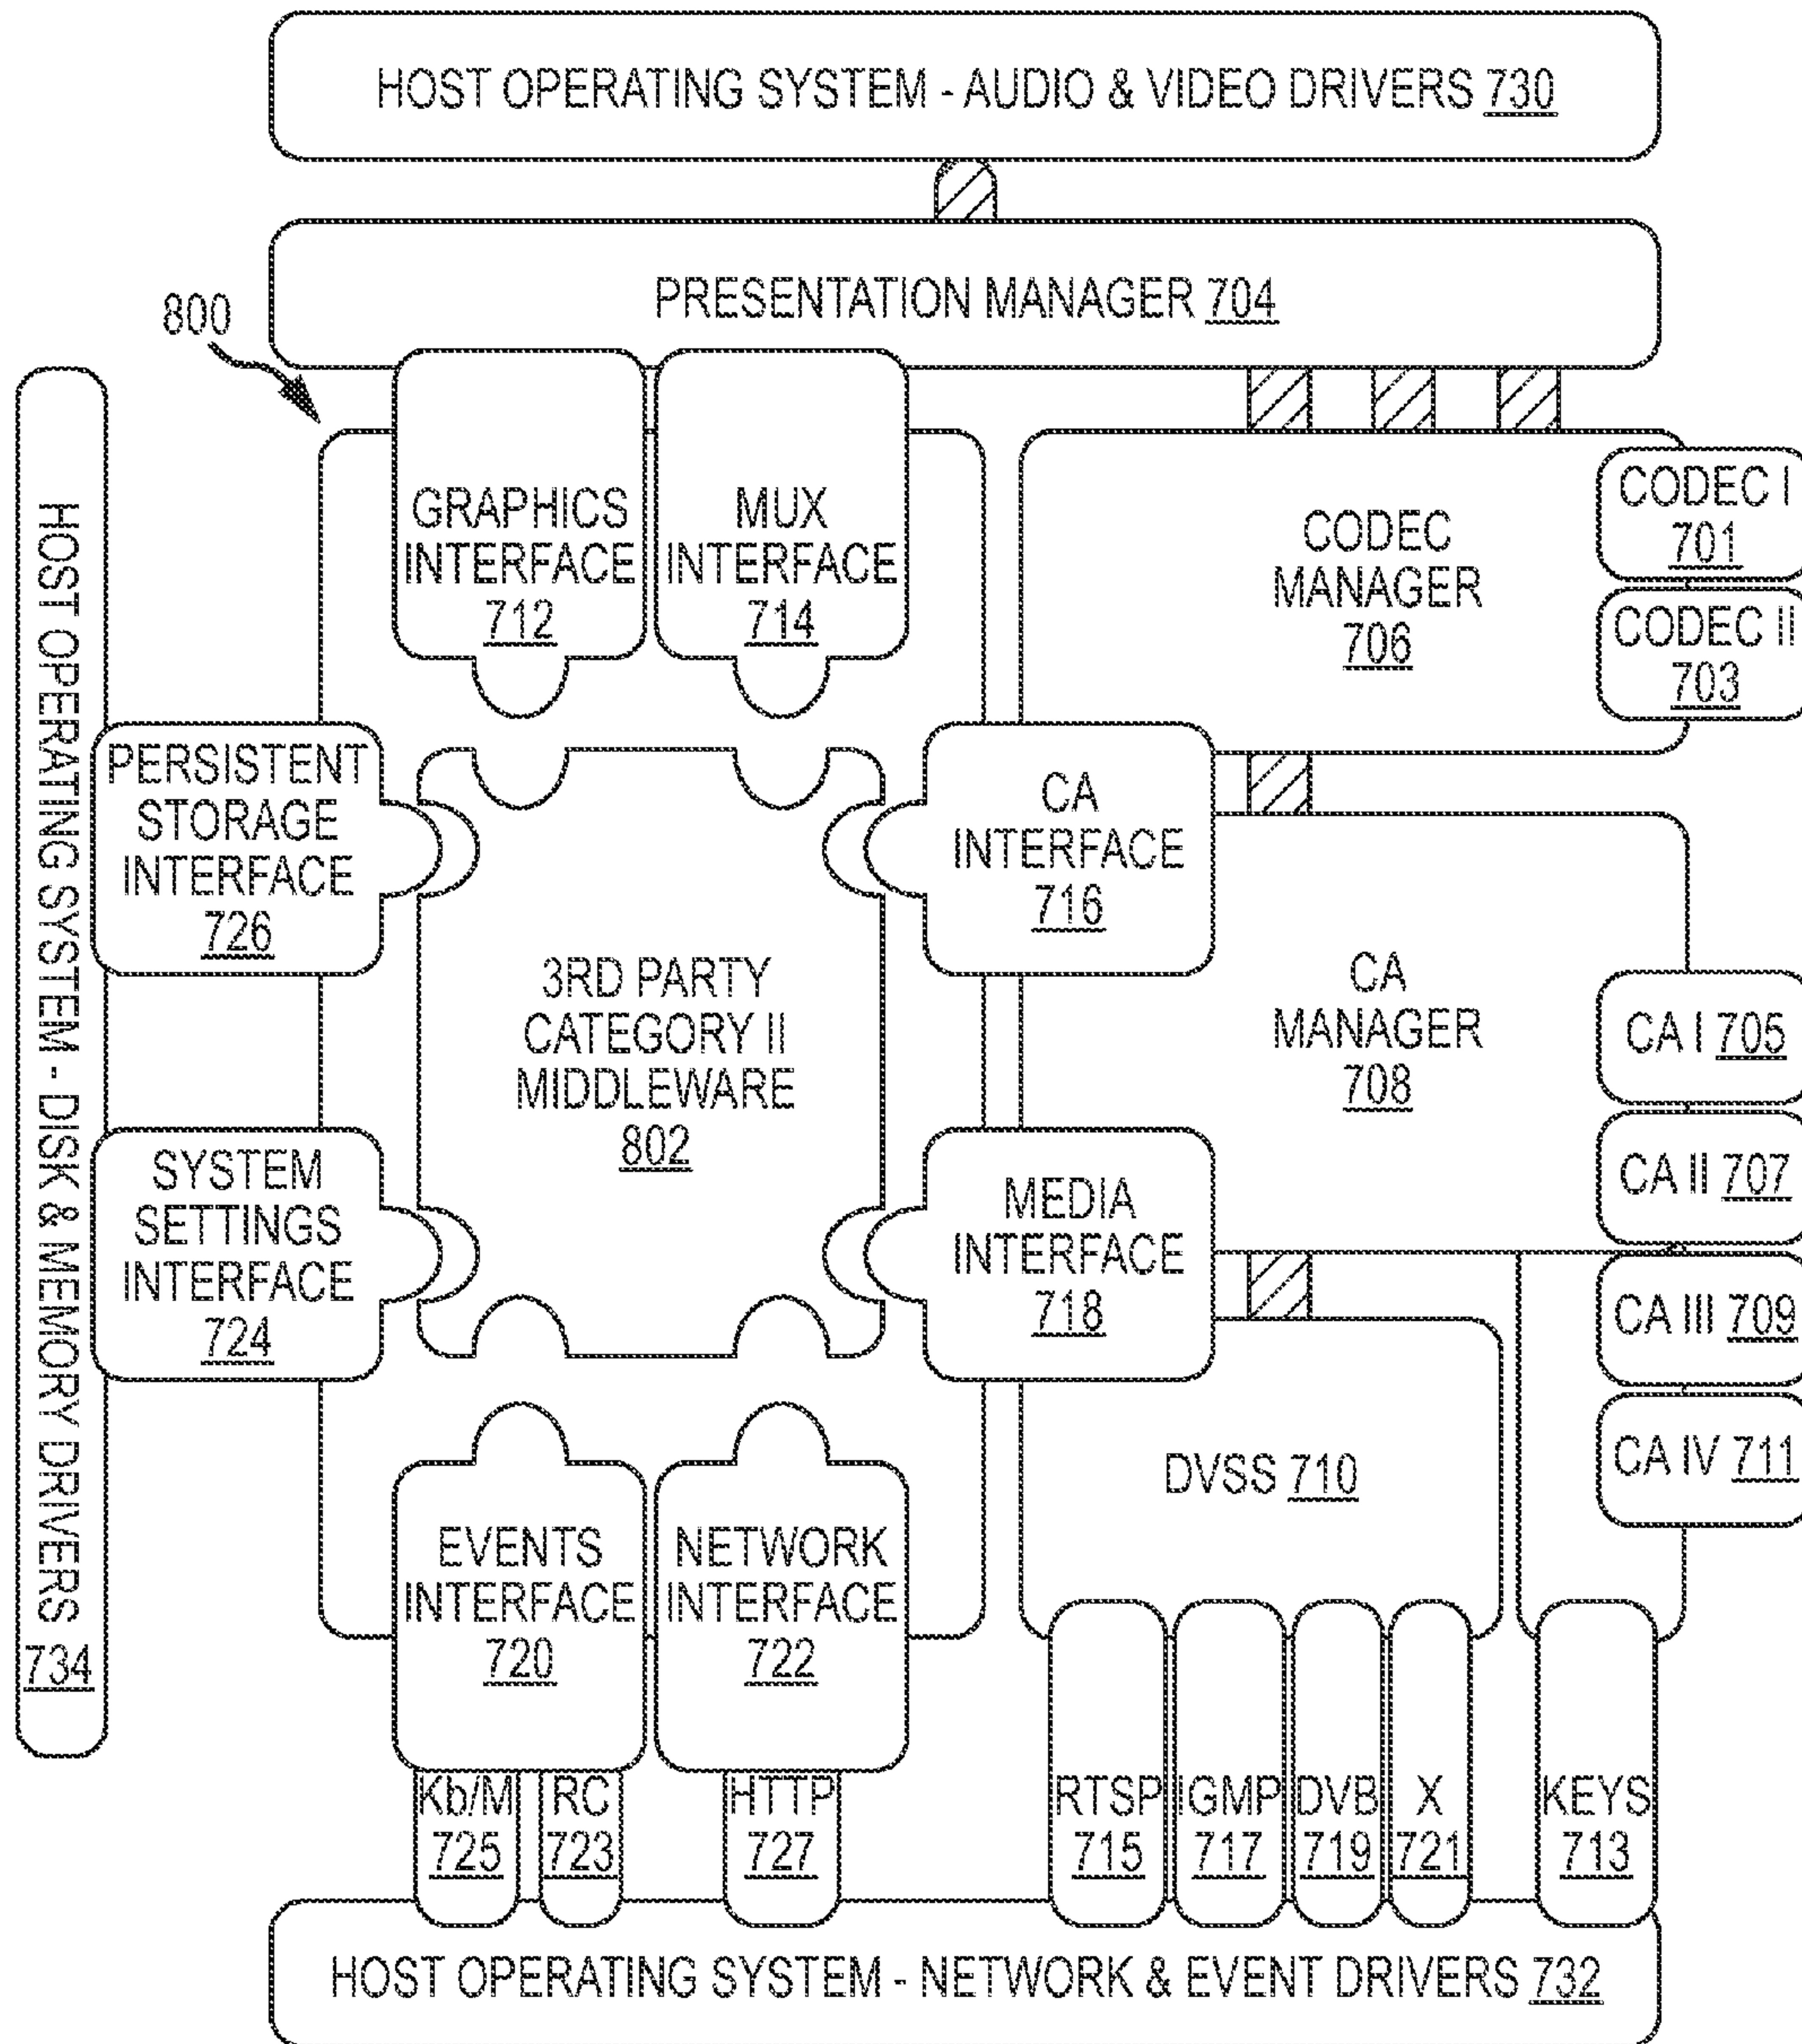 HOST OPERATING SYSTEM - AUDIO & VIDEO DRIVERS 730
PRESENTATION MANAGER 704
800
HOST OPERATING SYSTEM - DISK & MEMORY DRIVERS 734
GRAPHICS
INTERFACE
712
MUX
INTERFACE
714
CODEC
MANAGER
706
CODEC I
701
CODEC II
703
PERSISTENT
STORAGE
INTERFACE
726
CA
INTERFACE
716
3RD PARTY
CATEGORY II
MIDDLEWARE
802
CA
MANAGER
708
CA I 705
CA II 707
CA III 709
CA IV 711
SYSTEM
SETTINGS
INTERFACE
724
MEDIA
INTERFACE
718
DVSS 710
EVENTS
INTERFACE
720
NETWORK
INTERFACE
722
Kb/M
725
RC
723
HTTP
727
RTSP
715
IGMP
717
DVB
719
X
721
KEYS
713
HOST OPERATING SYSTEM - NETWORK & EVENT DRIVERS 732